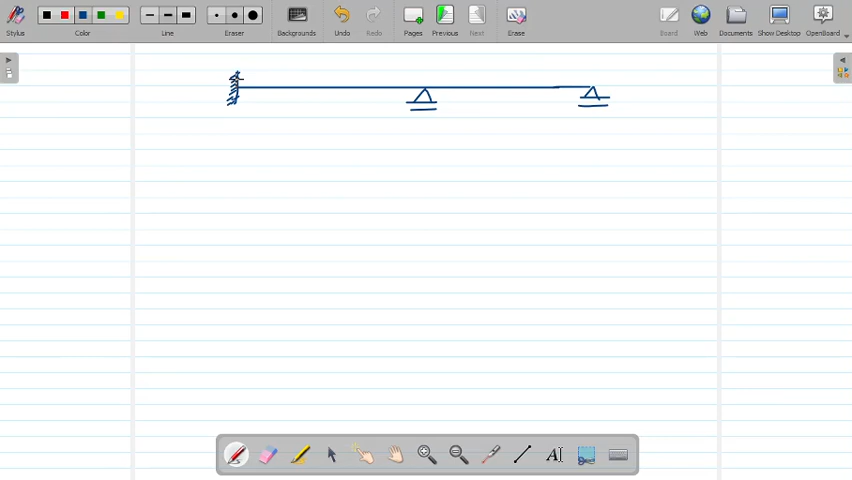 Stylus
Color
Line
Eraser
Backgrounds
Undo
Redo
Pages
Previous
Next
Erase
Board
Web
Documents
Show Desktop
OpenBoard
A